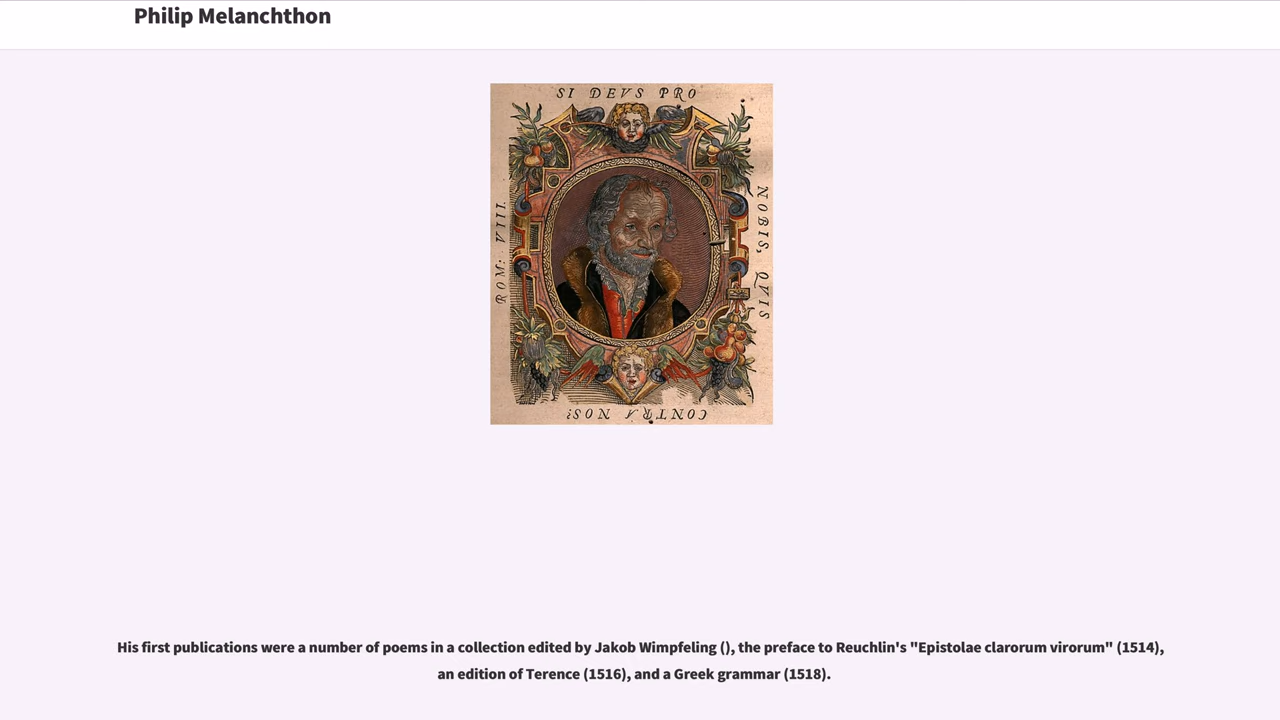 Philip Melanchthon
SI DEVS PRO
NOBIS, QVIS
CONTRA NOS?
ROM: VIII.
His first publications were a number of poems in a collection edited by Jakob Wimpfeling (), the preface to Reuchlin's "Epistolae clarorum virorum" (1514),
an edition of Terence (1516), and a Greek grammar (1518).